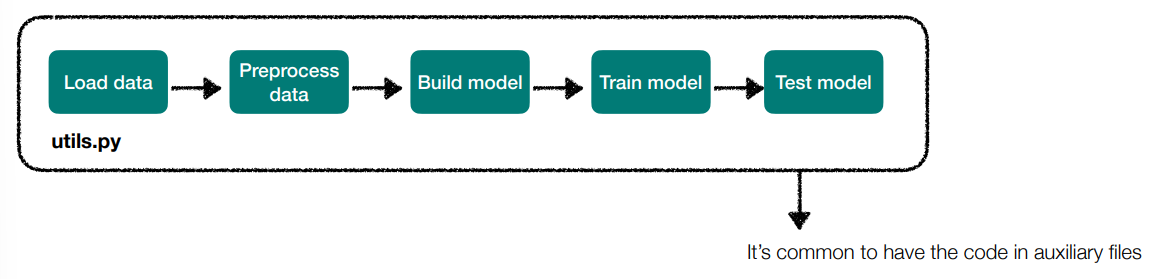 Load data
Preprocess
data
Build model
Train model
Test model
utils.py
It's common to have the code in auxiliary files